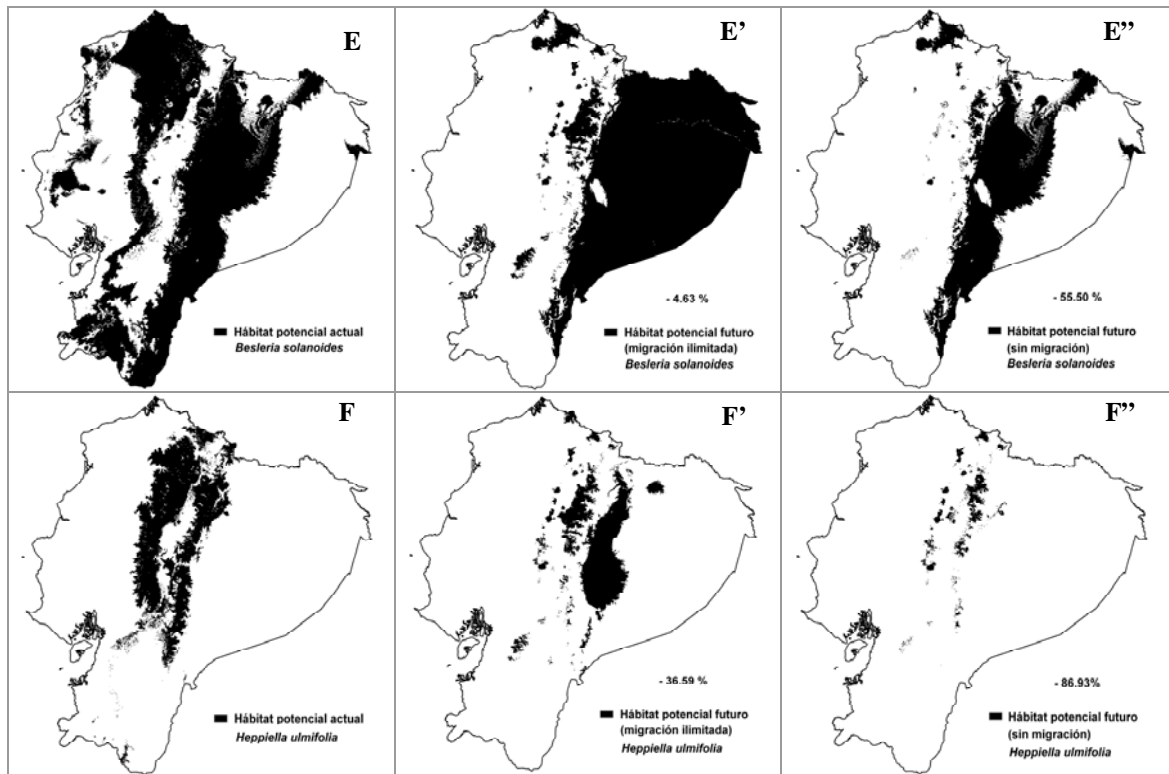 E
Hábitat potencial actual
Besleria solanoides
E’
- 4.63 %
Hábitat potencial futuro
(migración ilimitada)
Besleria solanoides
E’’
- 55.50 %
Hábitat potencial futuro
(sin migración)
Besleria solanoides
F
Hábitat potencial actual
Heppiella ulmifolia
F’
- 36.59 %
Hábitat potencial futuro
(migración ilimitada)
Heppiella ulmifolia
F’’
- 86.93%
Hábitat potencial futuro
(sin migración)
Heppiella ulmifolia